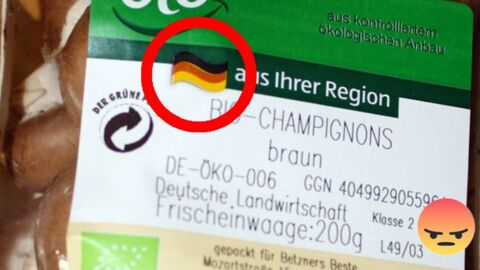 aus kontrolliertem
ökologischen Anbau
aus Ihrer Region
DER GRÜNE
BIO-CHAMPIGNONS
braun
DE-ÖKO-006 GGN
Deutsche Landwirtschaft Klasse 2
Frischeinwaage:200g L49/03
gepackt für Betzners Beste